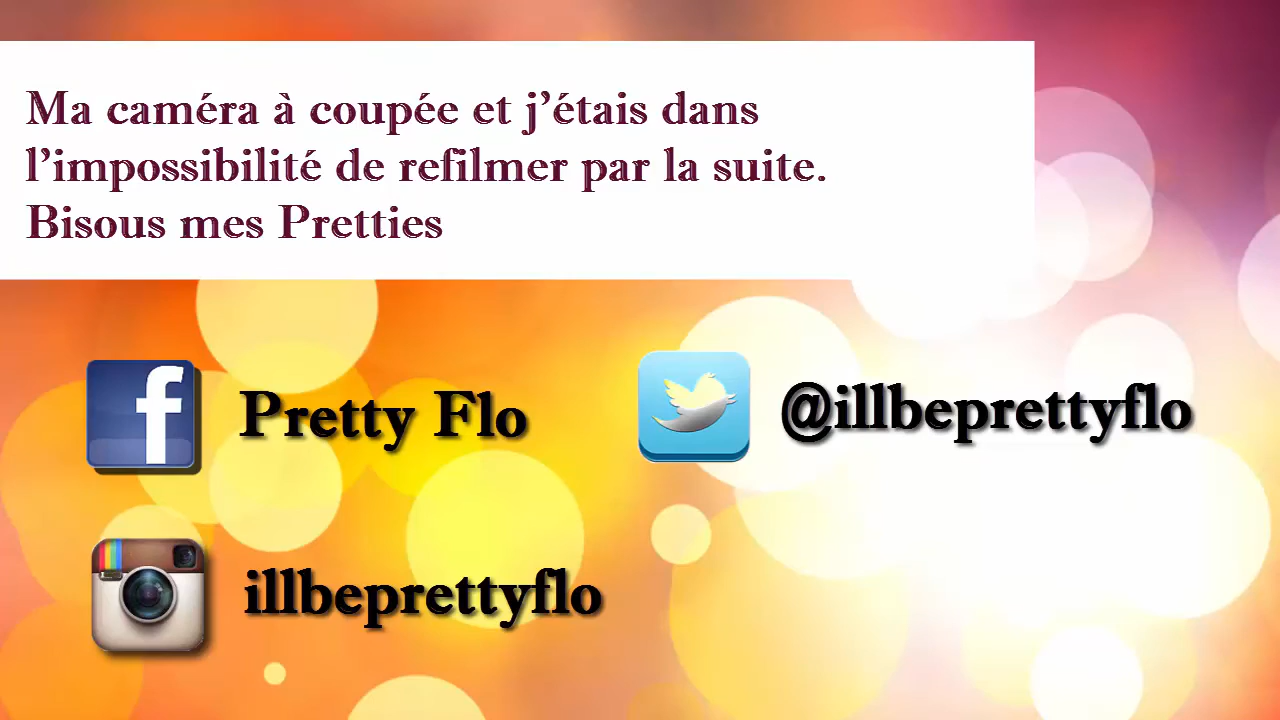 Ma caméra à coupée et j’étais dans
l’impossibilité de refilmer par la suite.
Bisous mes Pretties
Pretty Flo
@illbeprettyflo
illbeprettyflo